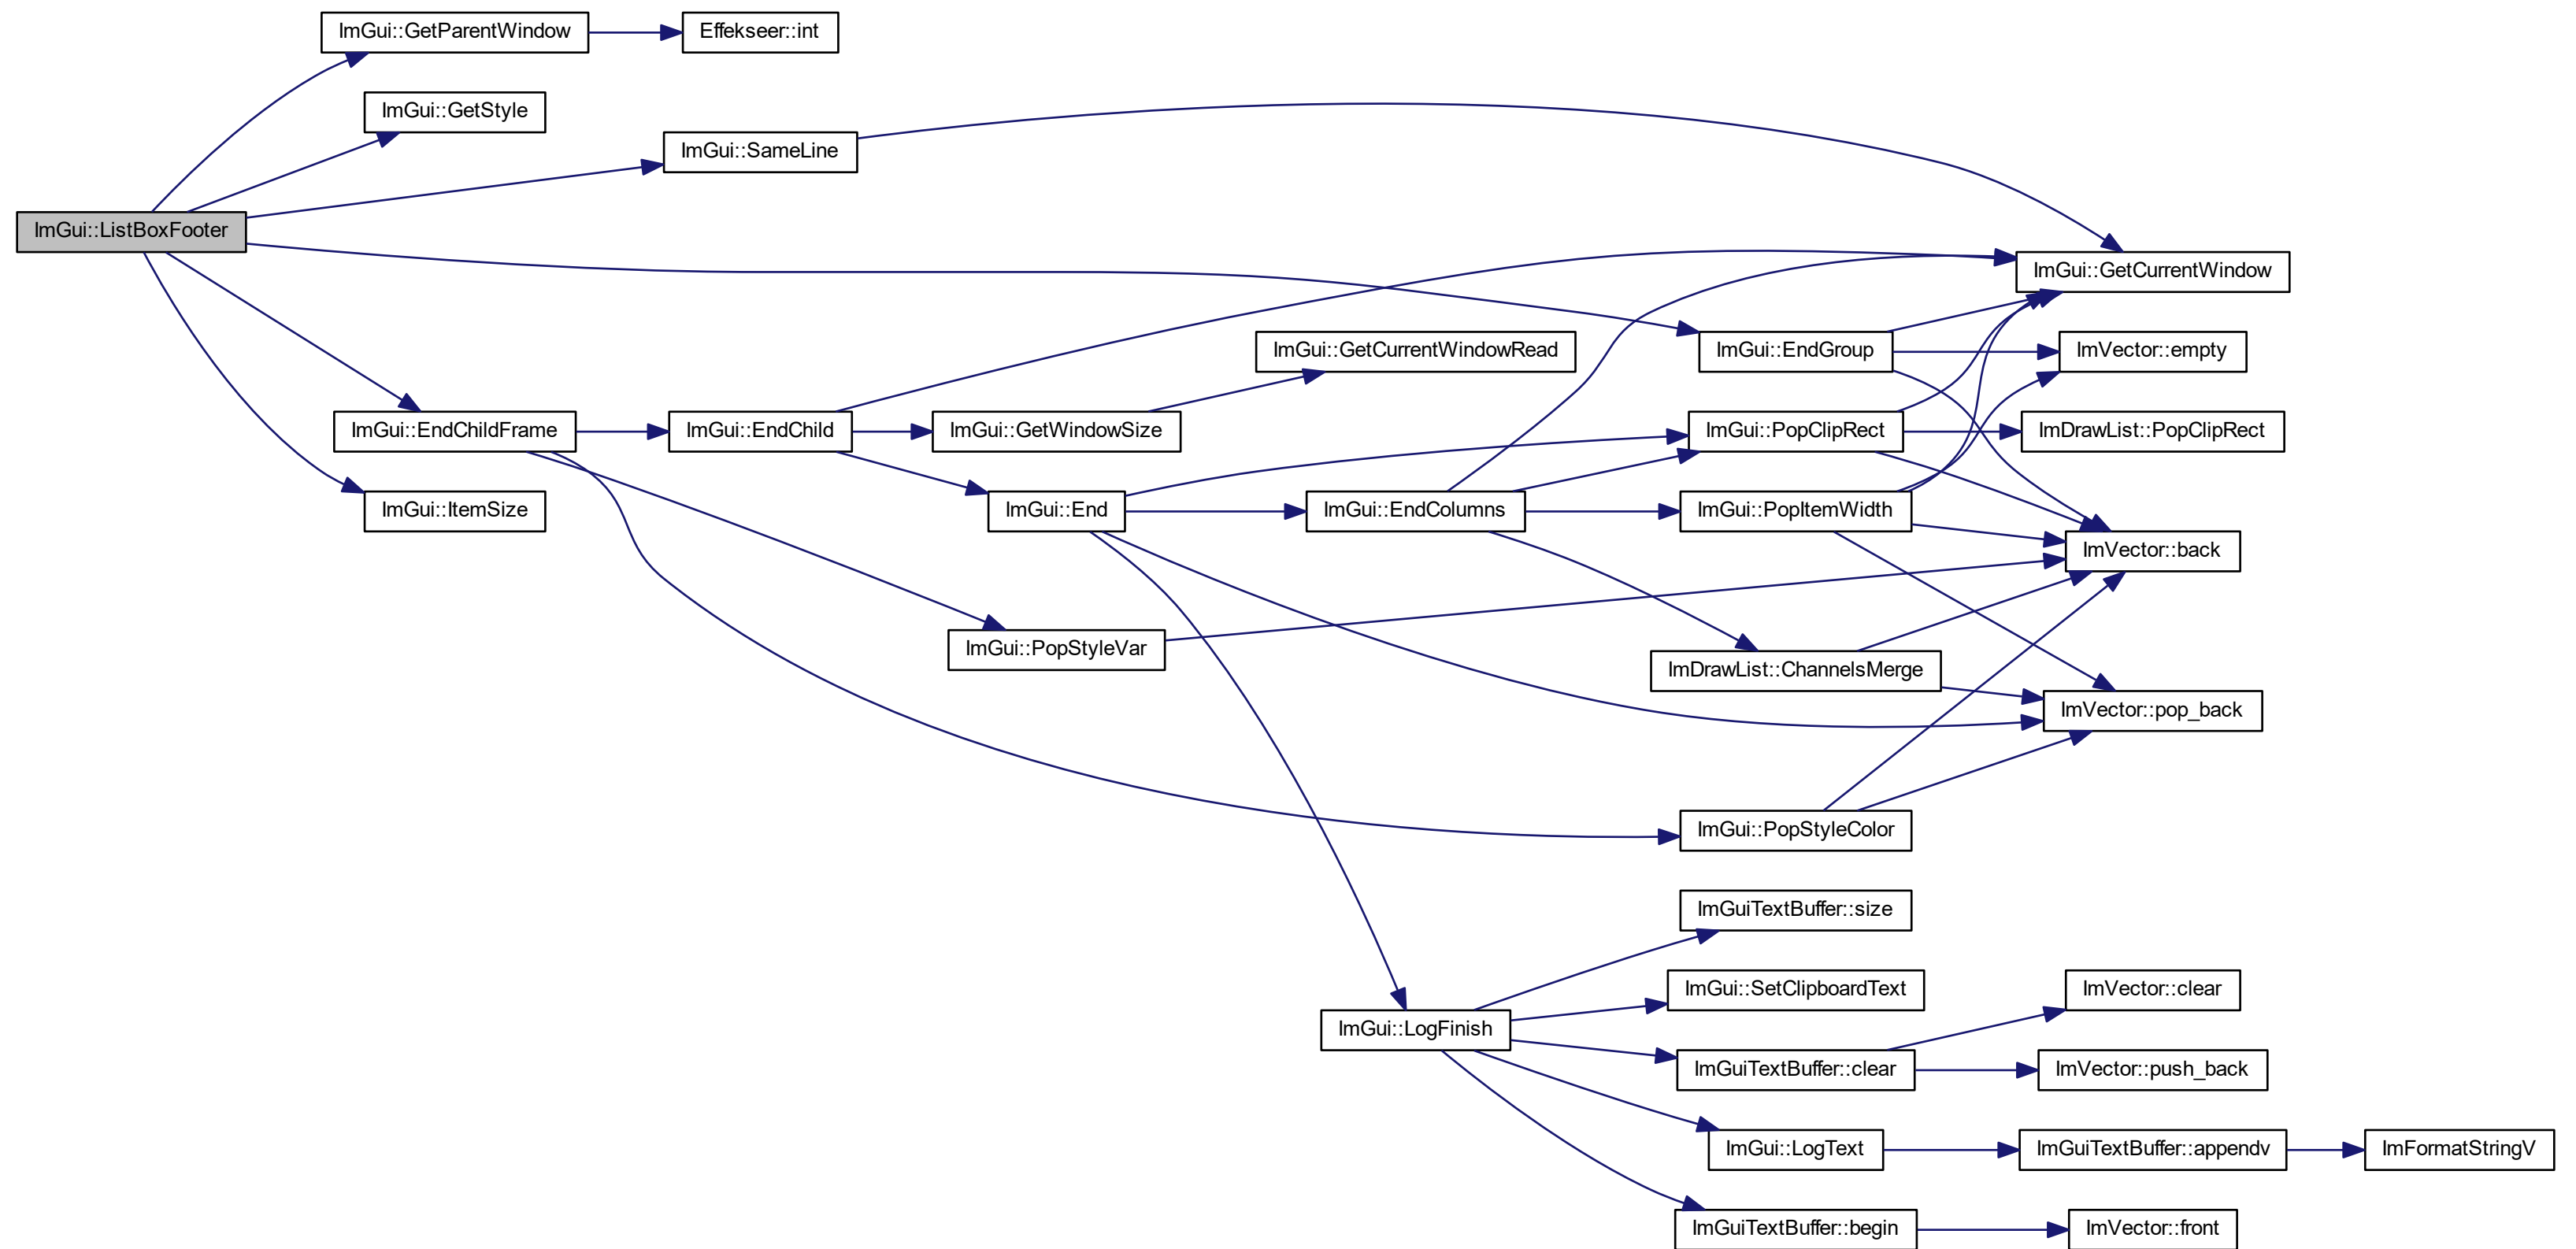 ImGui::GetParentWindow
Effekseer::int
ImGui::GetStyle
ImGui::SameLine
ImGui::ListBoxFooter
ImGui::GetCurrentWindow
ImGui::GetCurrentWindowRead
ImGui::EndGroup
ImVector::empty
ImGui::EndChildFrame
ImGui::EndChild
ImGui::GetWindowSize
ImGui::PopClipRect
ImDrawList::PopClipRect
ImGui::ItemSize
ImGui::End
ImGui::EndColumns
ImGui::PopItemWidth
ImVector::back
ImGui::PopStyleVar
ImDrawList::ChannelsMerge
ImVector::pop_back
ImGui::PopStyleColor
ImGuiTextBuffer::size
ImGui::SetClipboardText
ImVector::clear
ImGui::LogFinish
ImGuiTextBuffer::clear
ImVector::push_back
ImGui::LogText
ImGuiTextBuffer::appendv
ImFormatStringV
ImGuiTextBuffer::begin
ImVector::front